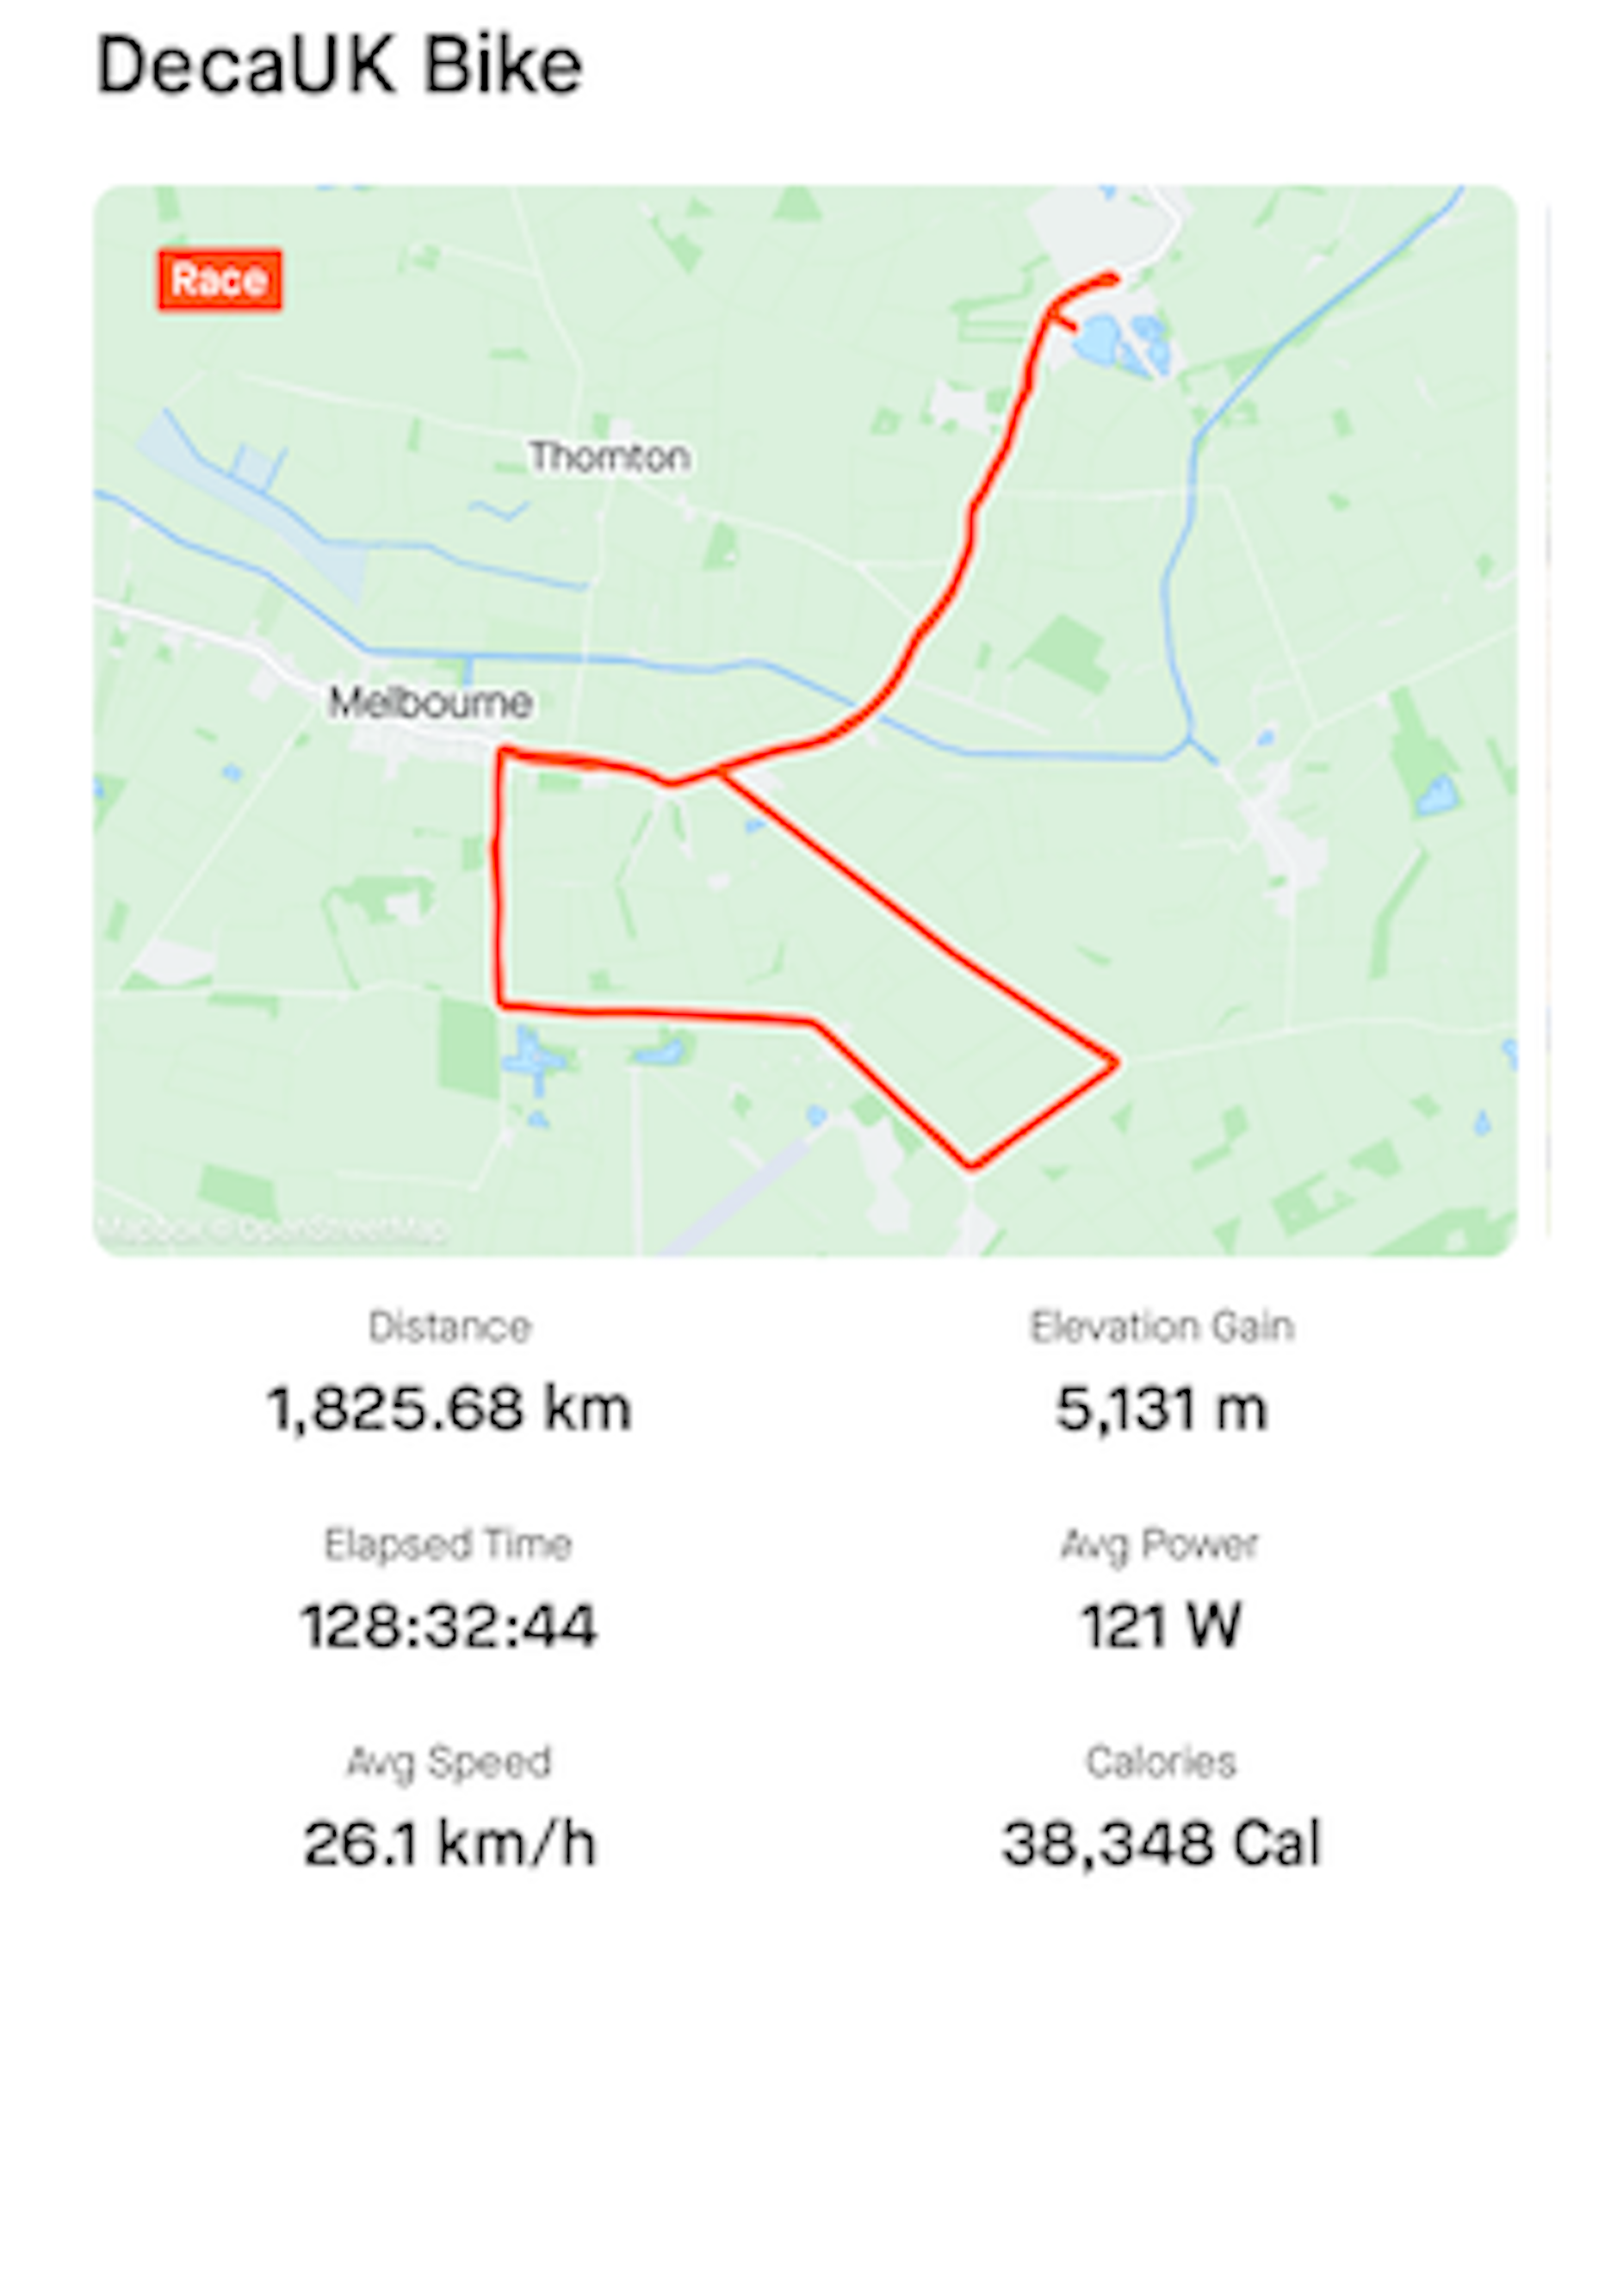 DecaUK Bike
Race
Thornton
Melbourne
Mapbox © OpenStreetMap
Distance
Elevation Gain
1,825.68 km
5,131 m
Elapsed Time
Avg Power
128:32:44
121 W
Avg Speed
Calories
26.1 km/h
38,348 Cal